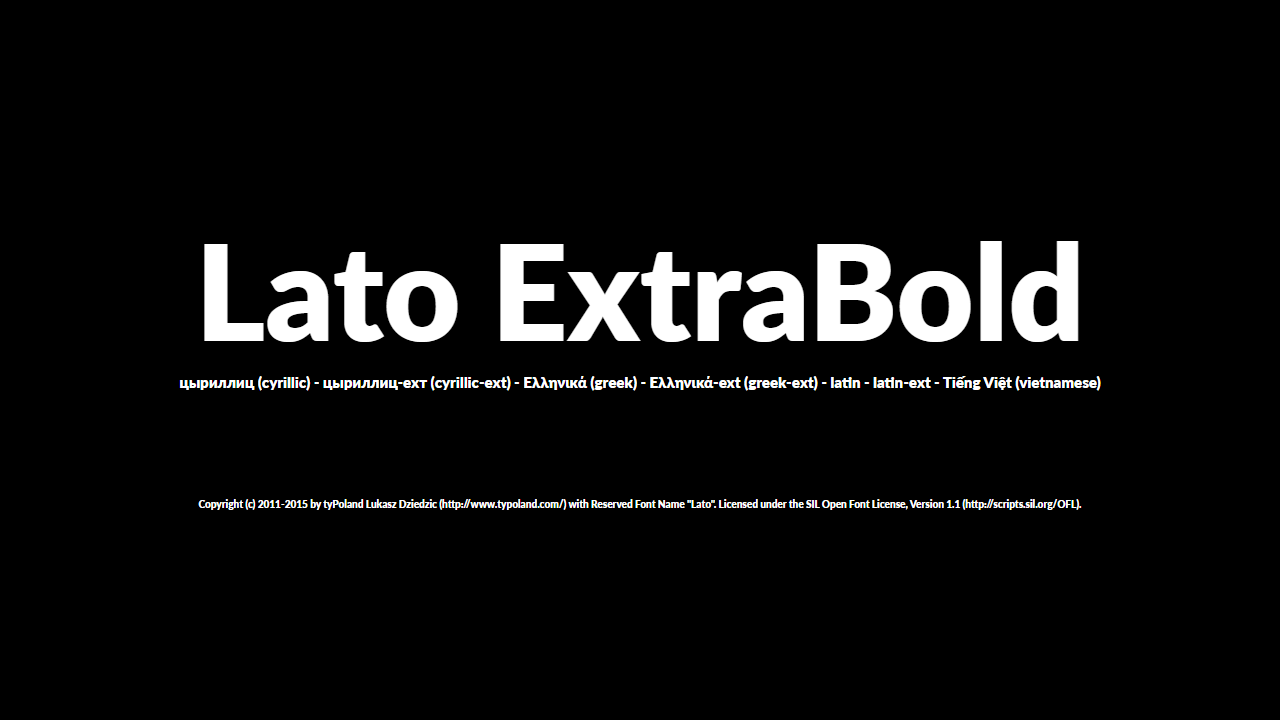 Lato ExtraBold
цыриллиц (cyrillic) - цыриллиц-ехт (cyrillic-ext) - Ελληνικά (greek) - Ελληνικά-ext (greek-ext) - latin - latin-ext - Tiếng Việt (vietnamese)
Copyright (c) 2011-2015 by tyPoland Lukasz Dziedzic (http://www.typoland.com/) with Reserved Font Name "Lato". Licensed under the SIL Open Font License, Version 1.1 (http://scripts.sil.org/OFL).